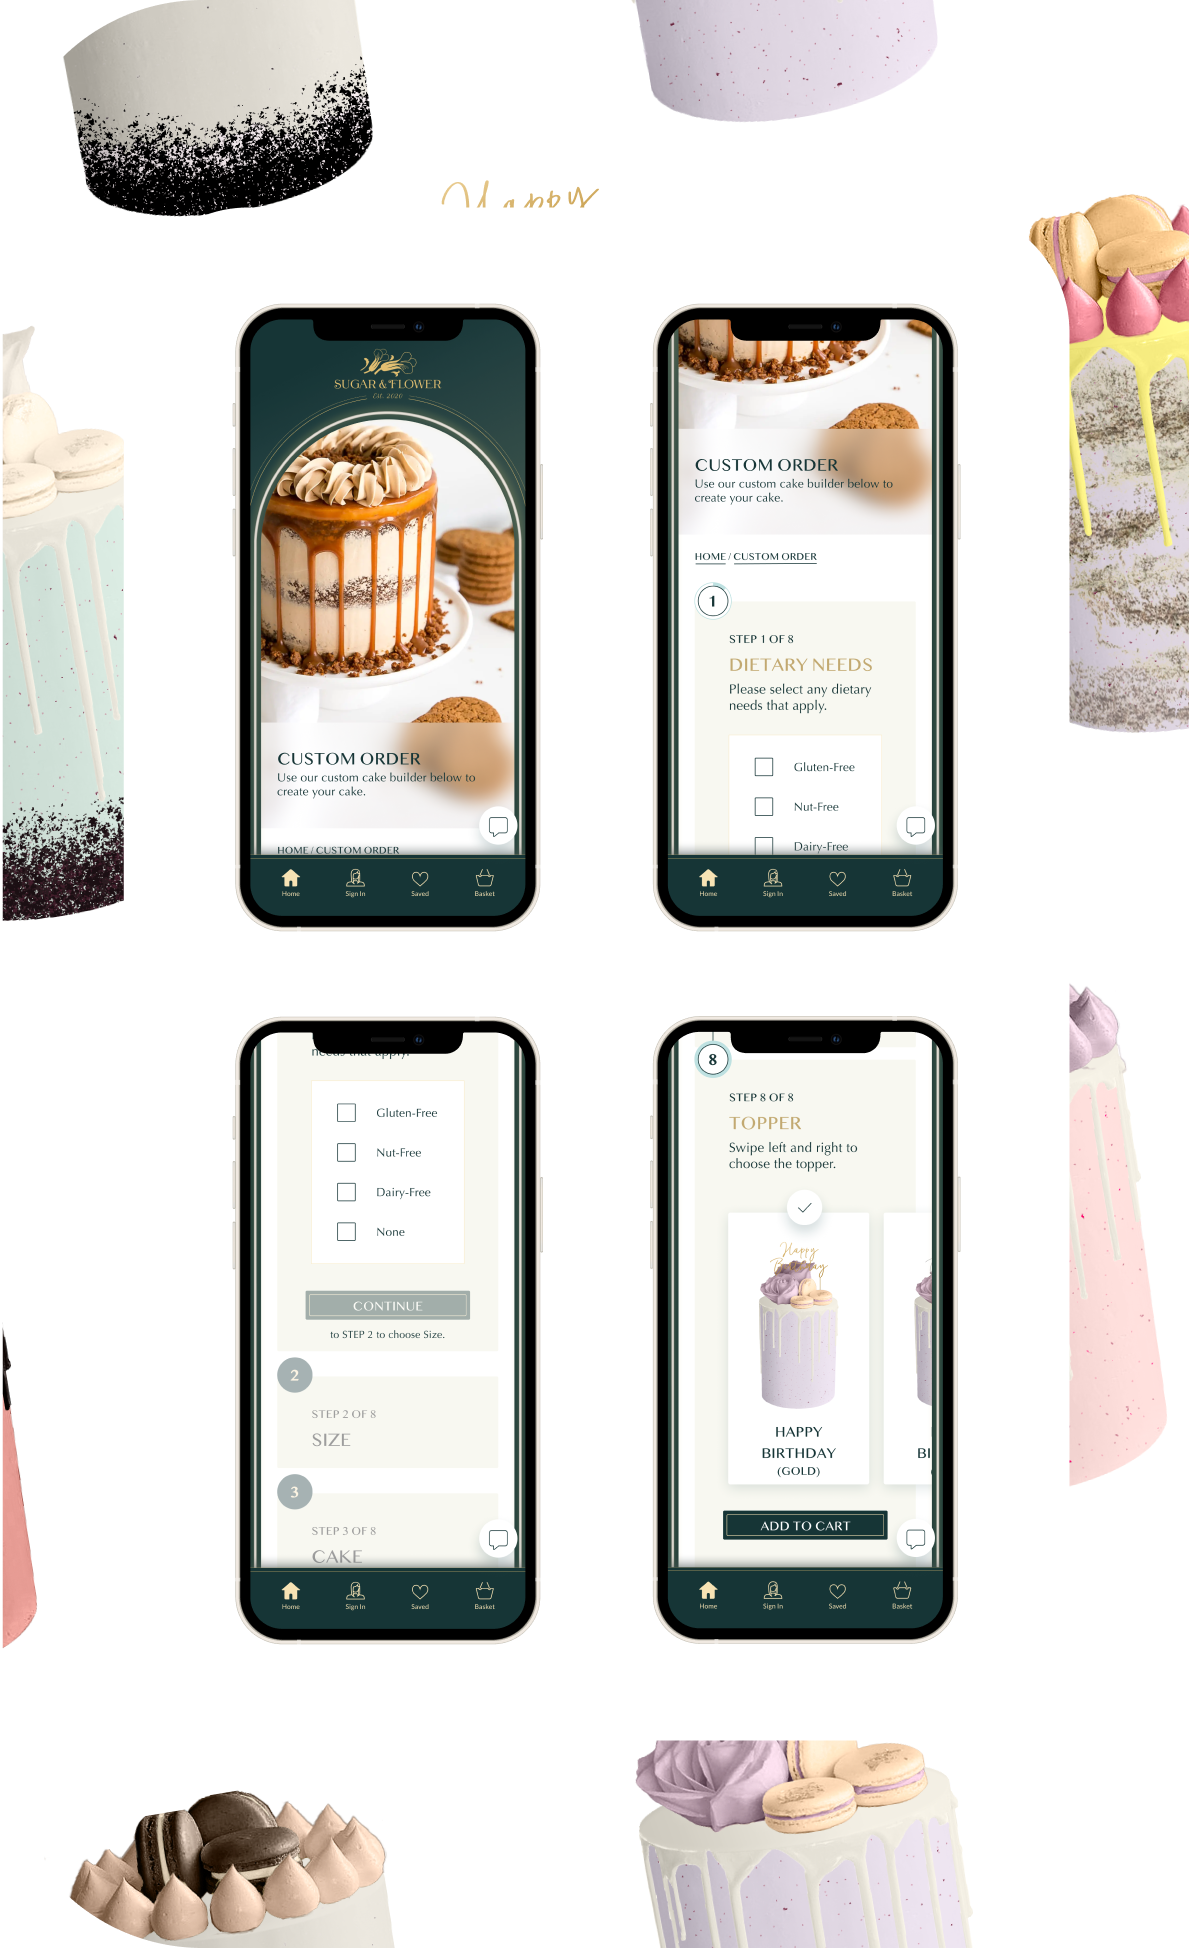 Happy
SUGAR & FLOWER
EST. 2020
CUSTOM ORDER
Use our custom cake builder below to
create your cake.
HOME / CUSTOM ORDER
Home
Sign In
Saved
Basket
CUSTOM ORDER
Use our custom cake builder below to
create your cake.
HOME / CUSTOM ORDER
1
STEP 1 OF 8
DIETARY NEEDS
Please select any dietary
needs that apply.
Gluten-Free
Nut-Free
Dairy-Free
Home
Sign In
Saved
Basket
needs that apply.
Gluten-Free
Nut-Free
Dairy-Free
None
CONTINUE
to STEP 2 to choose Size.
2
STEP 2 OF 8
SIZE
3
STEP 3 OF 8
CAKE
Home
Sign In
Saved
Basket
8
STEP 8 OF 8
TOPPER
Swipe left and right to
choose the topper.
Happy
Birthday
HAPPY
BIRTHDAY
(GOLD)
BI
ADD TO CART
Home
Sign In
Saved
Basket